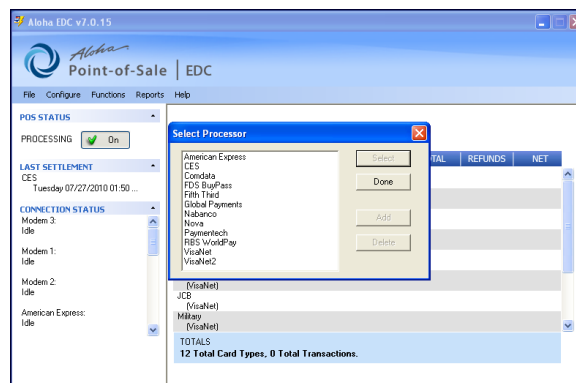 Aloha EDC v7.0.15
Aloha
Point-of-Sale | EDC
File Configure Functions Reports Help
POS STATUS
PROCESSING On
LAST SETTLEMENT
CES
Tuesday 07/27/2010 01:50 ...
CONNECTION STATUS
Modem 3:
Idle
Modem 1:
Idle
Modem 2:
Idle
American Express:
Idle
Select Processor
American Express
CES
Comdata
FDS BuyPass
Fifth Third
Global Payments
Nabanco
Nova
Paymentech
RBS WorldPay
VisaNet
VisaNet2
Select
Done
Add
Delete
TAL REFUNDS NET
(VisaNet)
JCB
(VisaNet)
Military
(VisaNet)
TOTALS
12 Total Card Types, 0 Total Transactions.